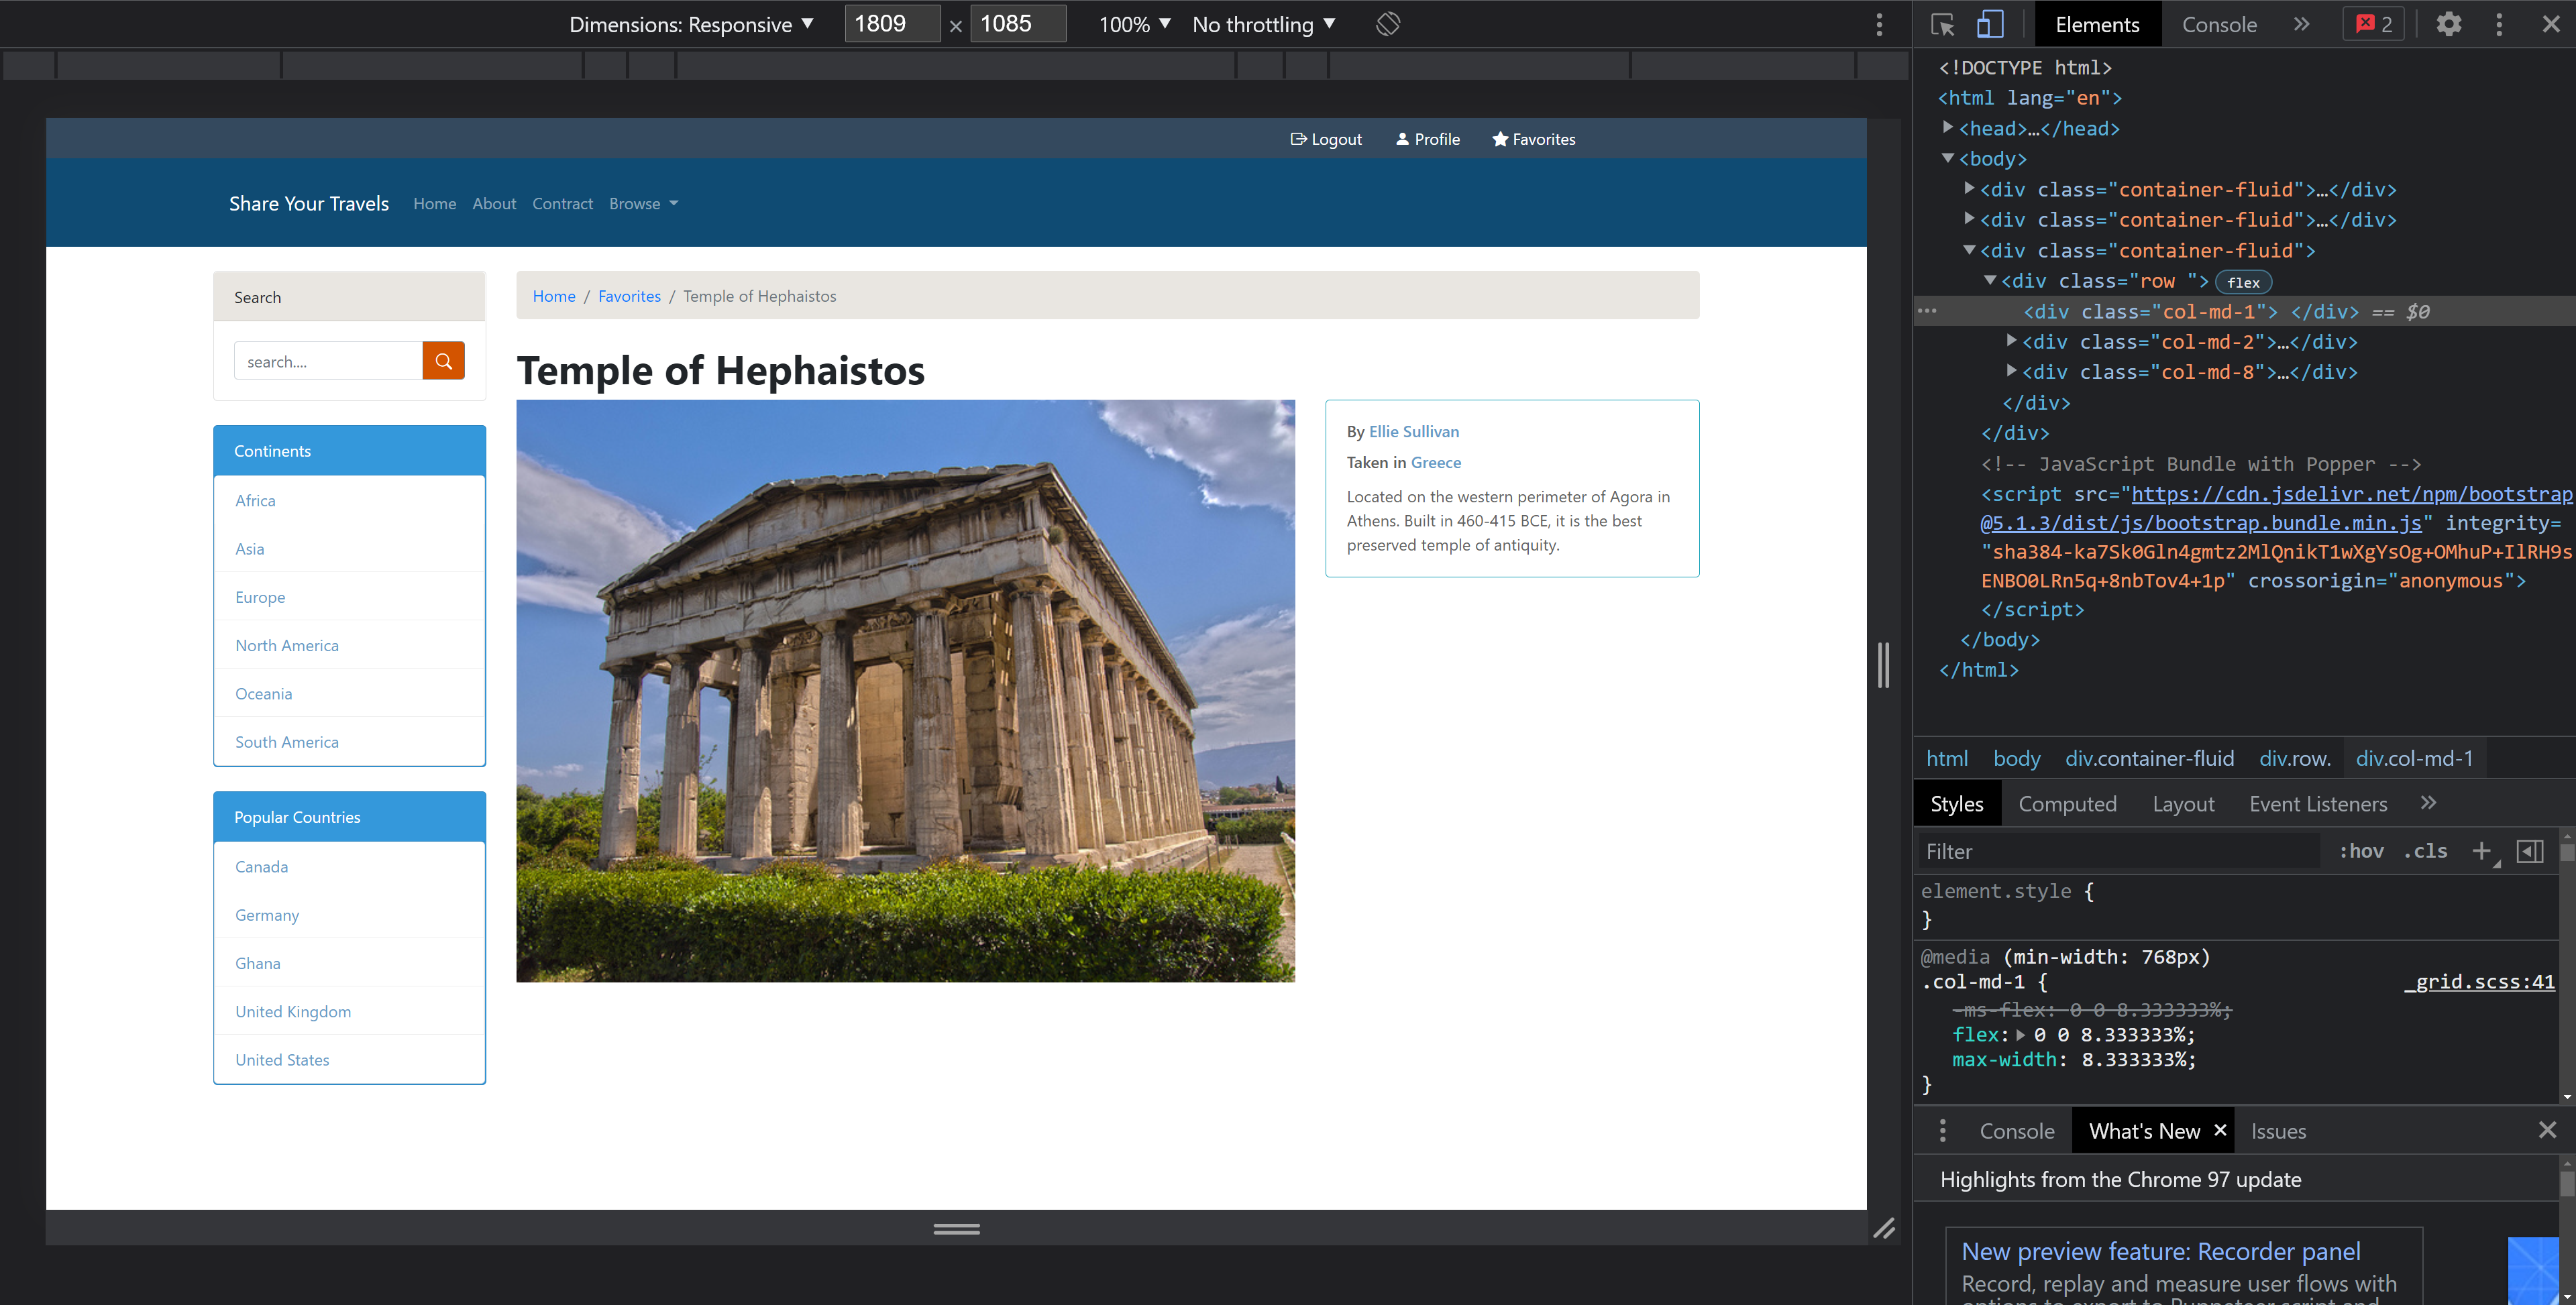 Dimensions: Responsive ▼ 1809 × 1085 100% ▼ No throttling ▼
Logout Profile Favorites
Share Your Travels Home About Contract Browse
Search
search....
Continents
Africa
Asia
Europe
North America
Oceania
South America
Popular Countries
Canada
Germany
Ghana
United Kingdom
United States
Home / Favorites / Temple of Hephaistos
Temple of Hephaistos
By Ellie Sullivan
Taken in Greece
Located on the western perimeter of Agora in
Athens. Built in 460-415 BCE, it is the best
preserved temple of antiquity.
Elements Console » 2
<!DOCTYPE html>
<html lang="en">
<head>…</head>
<body>
<div class="container-fluid">…</div>
<div class="container-fluid">…</div>
<div class="container-fluid">
<div class="row "> flex
<div class="col-md-1"> </div> == $0
<div class="col-md-2">…</div>
<div class="col-md-8">…</div>
</div>
</div>
<!-- JavaScript Bundle with Popper -->
<script src="https://cdn.jsdelivr.net/npm/bootstrap
@5.1.3/dist/js/bootstrap.bundle.min.js" integrity=
"sha384-ka7Sk0Gln4gmtz2MlQnikT1wXgYsOg+OMhuP+IlRH9s
ENBO0LRn5q+8nbTov4+1p" crossorigin="anonymous">
</script>
</body>
</html>
html body div.container-fluid div.row. div.col-md-1
Styles Computed Layout Event Listeners »
Filter :hov .cls +
element.style {
}
@media (min-width: 768px)
.col-md-1 { _grid.scss:41
-ms-flex: 0 0 8.333333%;
flex: 0 0 8.333333%;
max-width: 8.333333%;
}
Console What's New × Issues
Highlights from the Chrome 97 update
New preview feature: Recorder panel
Record, replay and measure user flows with
options to export to Puppeteer script and